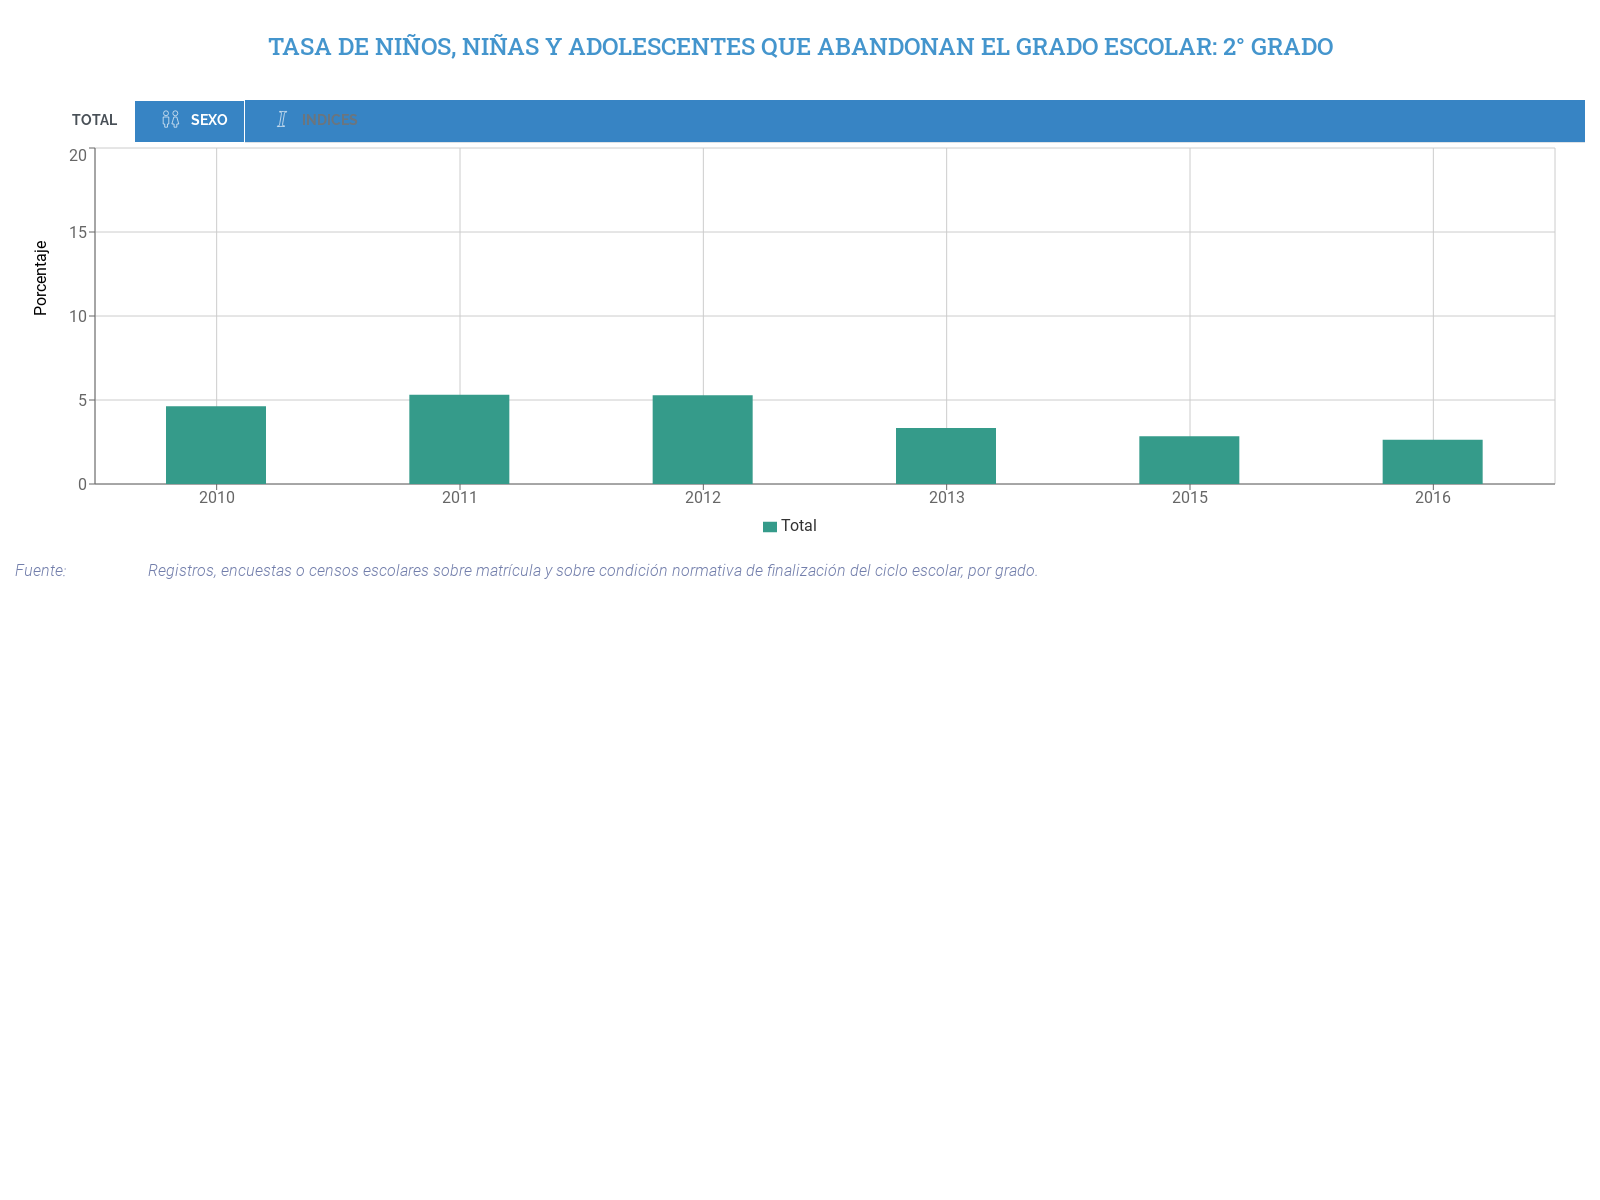 TASA DE NIÑOS, NIÑAS Y ADOLESCENTES QUE ABANDONAN EL GRADO ESCOLAR: 2° GRADO
TOTAL SEXO INDICES
20
15
10
5
0
Porcentaje
2010 2011 2012 2013 2015 2016
Total
Fuente: Registros, encuestas o censos escolares sobre matrícula y sobre condición normativa de finalización del ciclo escolar, por grado.